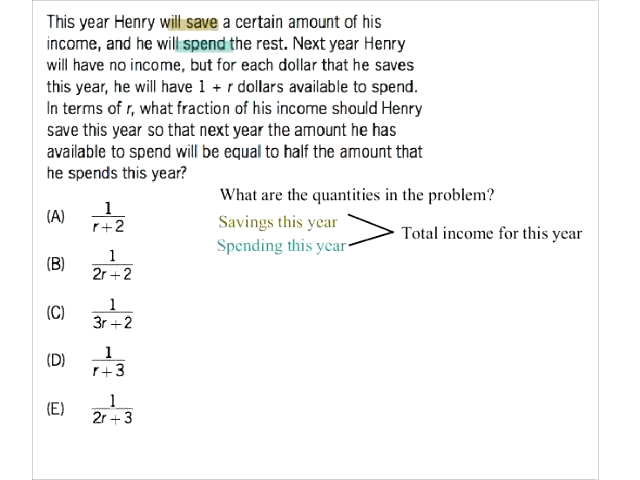 This year Henry will save a certain amount of his
income, and he will spend the rest. Next year Henry
will have no income, but for each dollar that he saves
this year, he will have 1 + r dollars available to spend.
In terms of r, what fraction of his income should Henry
save this year so that next year the amount he has
available to spend will be equal to half the amount that
he spends this year?
What are the quantities in the problem?
Savings this year
Spending this year
Total income for this year
(A) 1/(r+2)
(B) 1/(2r+2)
(C) 1/(3r+2)
(D) 1/(r+3)
(E) 1/(2r+3)